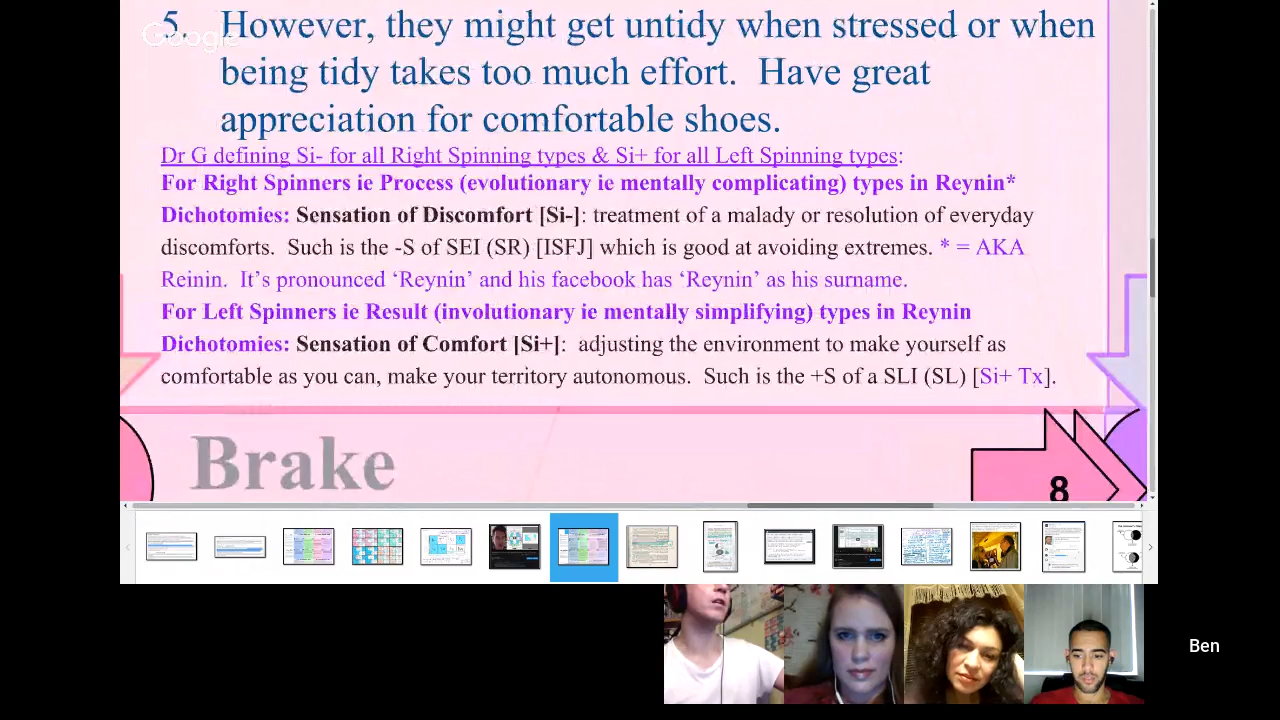 5. However, they might get untidy when stressed or when
Google
being tidy takes too much effort. Have great
appreciation for comfortable shoes.
Dr G defining Si- for all Right Spinning types & Si+ for all Left Spinning types:
For Right Spinners ie Process (evolutionary ie mentally complicating) types in Reynin*
Dichotomies: Sensation of Discomfort [Si-]: treatment of a malady or resolution of everyday
discomforts. Such is the -S of SEI (SR) [ISFJ] which is good at avoiding extremes. * = AKA
Reinin. It’s pronounced ‘Reynin’ and his facebook has ‘Reynin’ as his surname.
For Left Spinners ie Result (involutionary ie mentally simplifying) types in Reynin
Dichotomies: Sensation of Comfort [Si+]: adjusting the environment to make yourself as
comfortable as you can, make your territory autonomous. Such is the +S of a SLI (SL) [Si+ Tx].
Brake
8
Ben